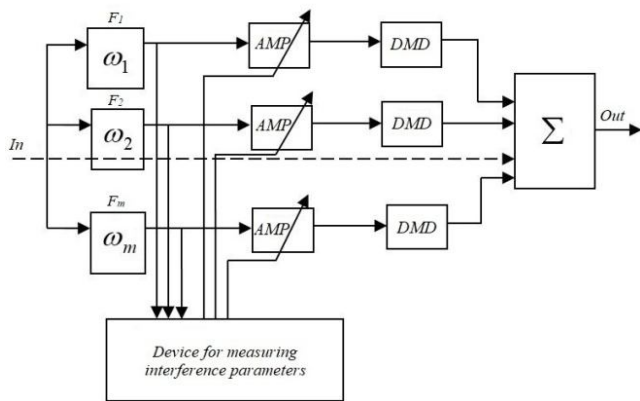 F1
ω1
AMP
DMD
F2
ω2
AMP
DMD
In
Σ
Out
Fm
ωm
AMP
DMD
Device for measuring
interference parameters